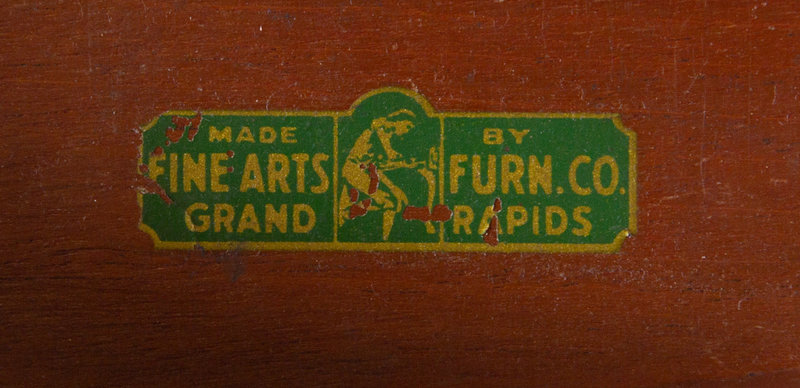 MADE BY
FINE ARTS FURN. CO.
GRAND RAPIDS